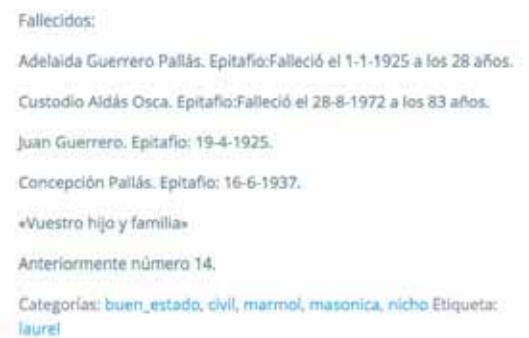 Fallecidos:
Adelaida Guerrero Pallás. Epitafio:Falleció el 1-1-1925 a los 28 años.
Custodio Aldás Osca. Epitafio:Falleció el 28-8-1972 a los 83 años.
Juan Guerrero. Epitafio: 19-4-1925.
Concepción Pallás. Epitafio: 16-6-1937.
«Vuestro hijo y familia»
Anteriormente número 14.
Categorías: buen_estado, civil, marmol, masonica, nicho Etiqueta:
laurel